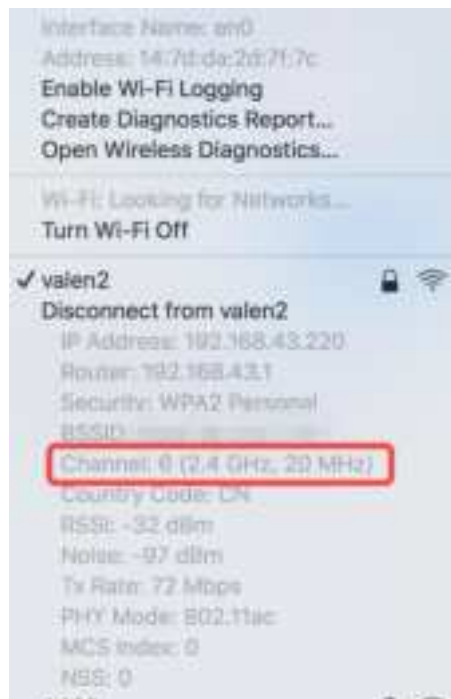 Interface Name: en0
Address: 14:7d:da:2d:7f:7c
Enable Wi-Fi Logging
Create Diagnostics Report...
Open Wireless Diagnostics...
Wi-Fi: Looking for Networks...
Turn Wi-Fi Off
✓ valen2
Disconnect from valen2
IP Address: 192.168.43.220
Router: 192.168.43.1
Security: WPA2 Personal
BSSID:
Channel: 6 (2.4 GHz, 20 MHz)
Country Code: CN
RSSI: -32 dBm
Noise: -97 dBm
Tx Rate: 72 Mbps
PHY Mode: 802.11ac
MCS Index: 0
NSS: 0